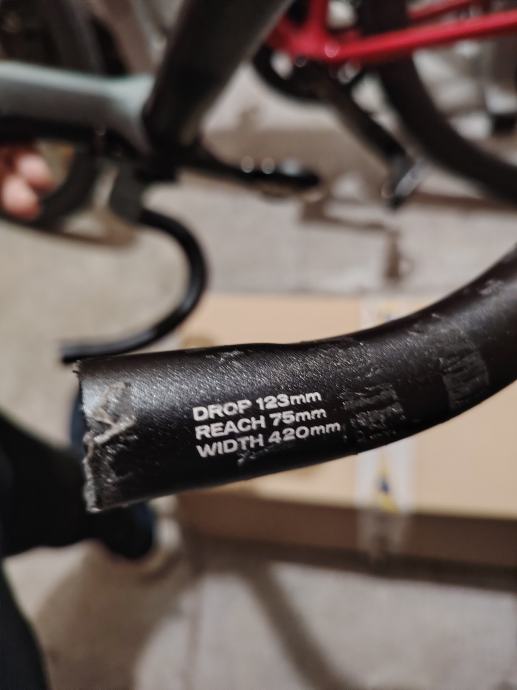 DROP 123mm
REACH 75mm
WIDTH 420mm